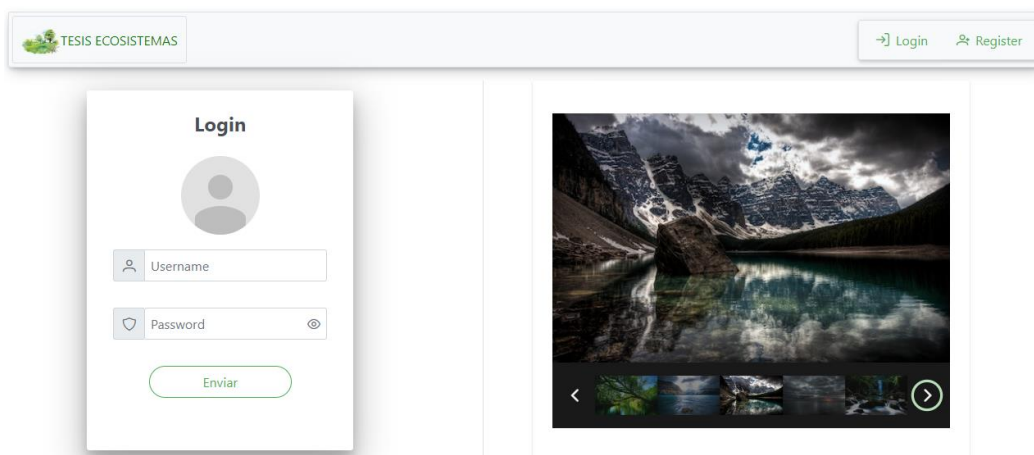 TESIS ECOSISTEMAS
Login
Register
Login
Username
Password
Enviar